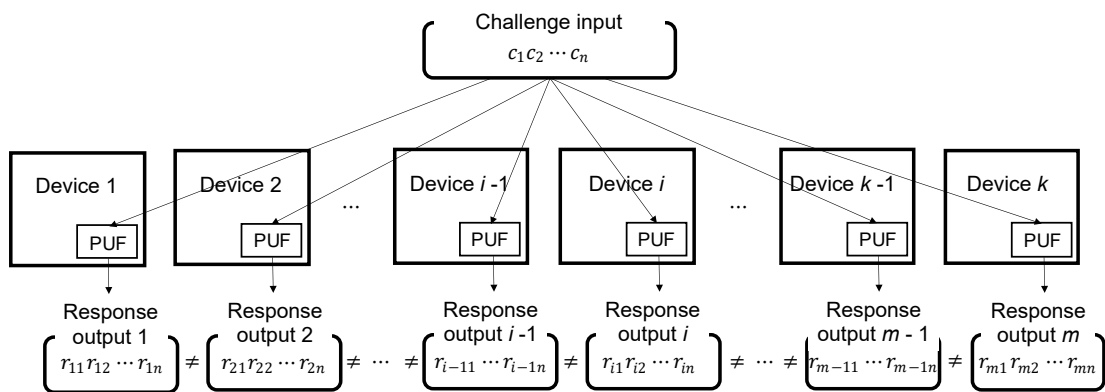 Challenge input
𝑐₁𝑐₂ ⋯ 𝑐ₙ
Device 1 Device 2 Device i -1 Device i Device k -1 Device k
... ...
PUF PUF PUF PUF PUF PUF
Response Response Response Response Response Response
output 1 output 2 output i -1 output i output m - 1 output m
r₁₁r₁₂ ⋯ r₁ₙ ≠ r₂₁r₂₂ ⋯ r₂ₙ ≠ ⋯ ≠ rᵢ₋₁₁ ⋯ rᵢ₋₁ₙ ≠ rᵢ₁rᵢ₂ ⋯ rᵢₙ ≠ ⋯ ≠ rₘ₋₁₁ ⋯ rₘ₋₁ₙ ≠ rₘ₁rₘ₂ ⋯ rₘₙ